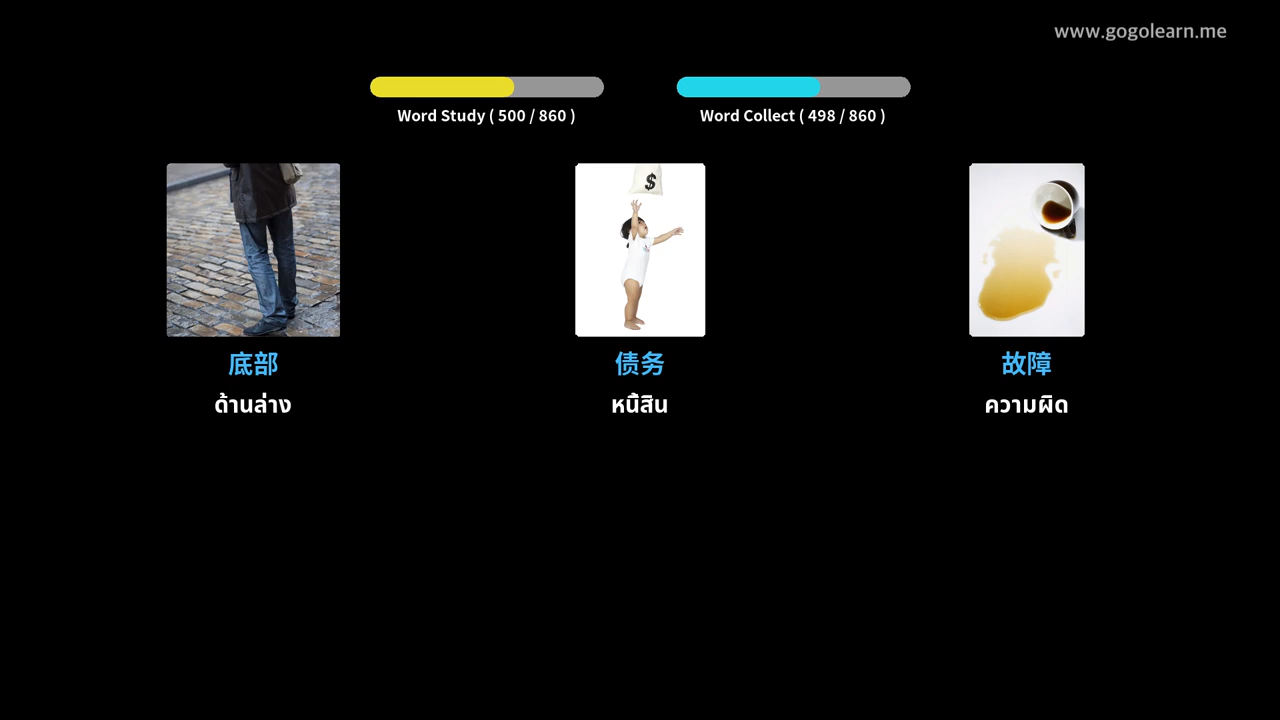 www.gogolearn.me
Word Study ( 500 / 860 )
Word Collect ( 498 / 860 )
$
底部
债务
故障
ด้านล่าง
หนี้สิน
ความผิด